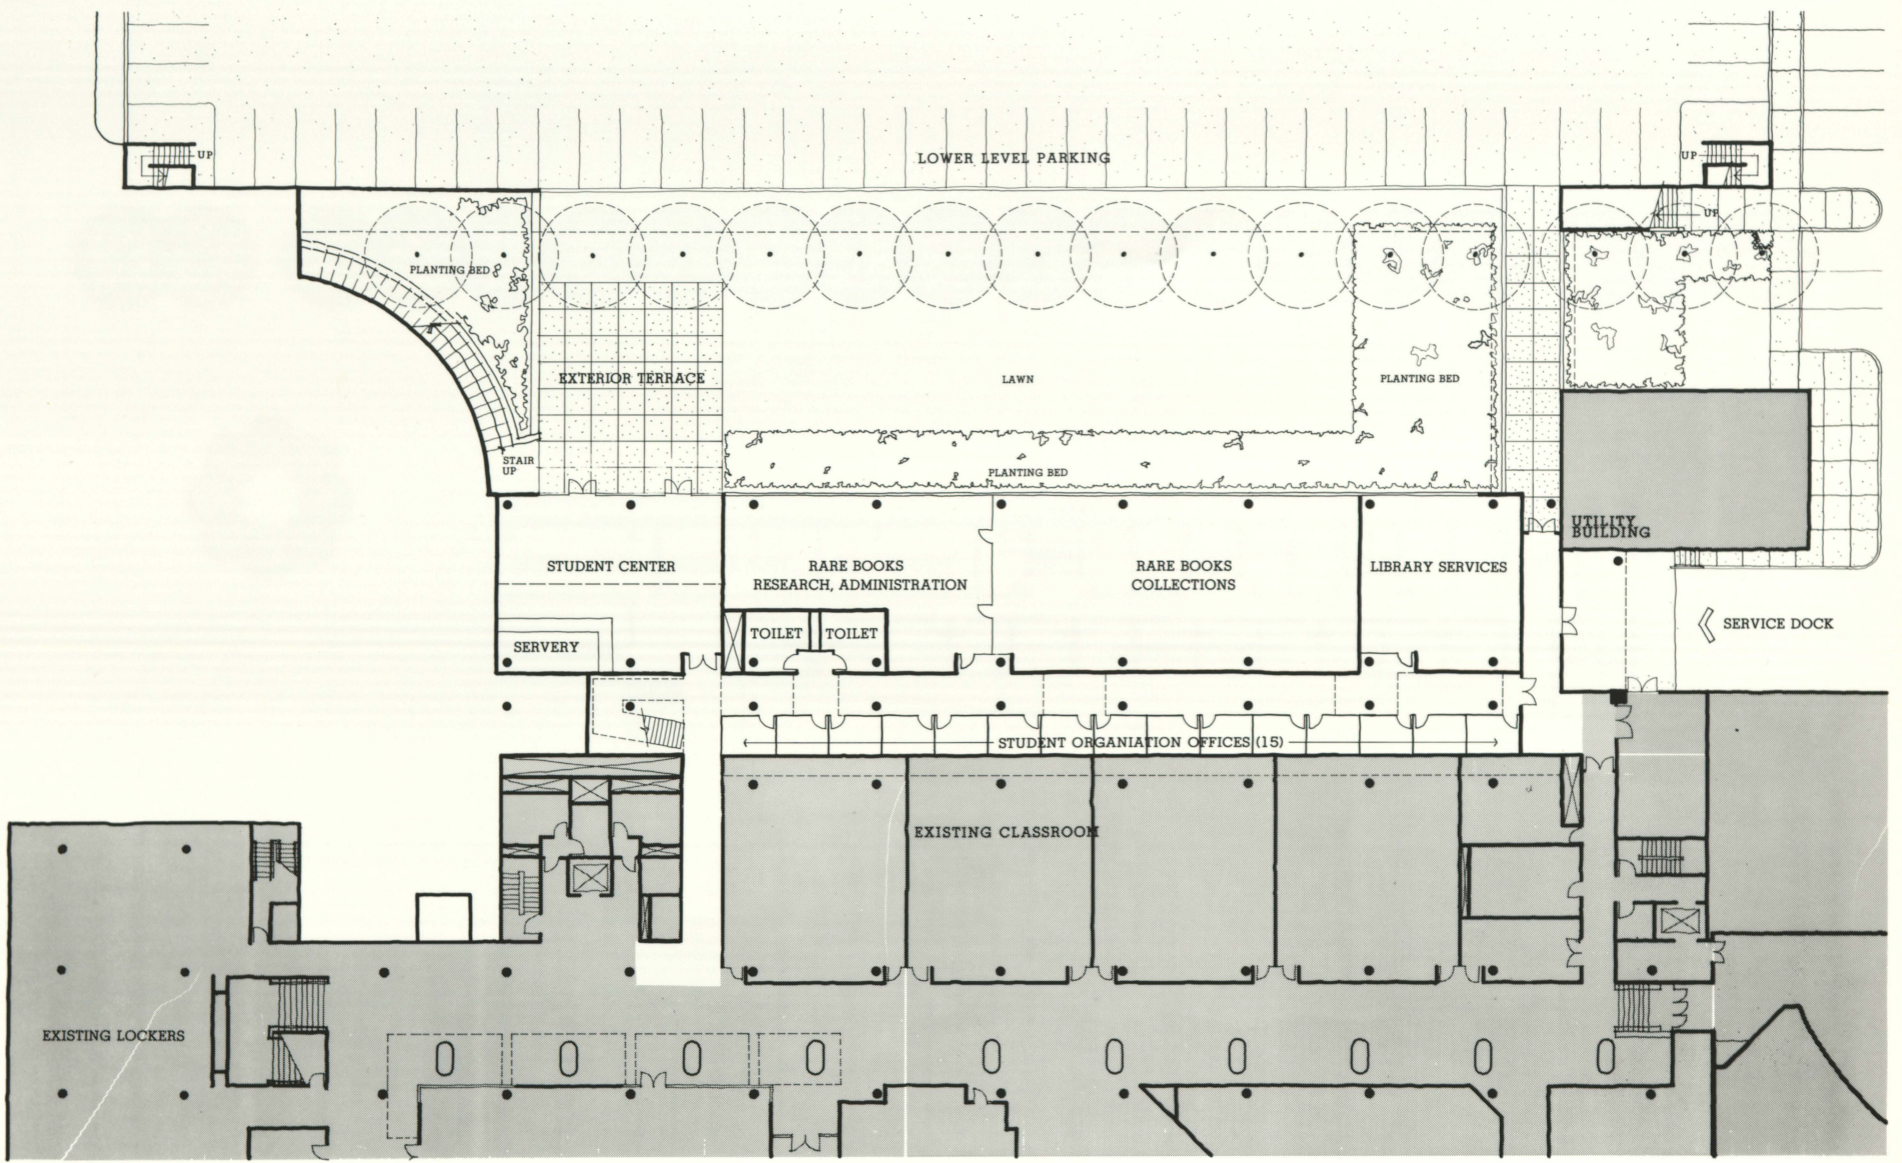 UP
LOWER LEVEL PARKING
UP
UP
PLANTING BED
EXTERIOR TERRACE
LAWN
PLANTING BED
STAIR
UP
PLANTING BED
UTILITY
BUILDING
STUDENT CENTER
RARE BOOKS
RESEARCH, ADMINISTRATION
RARE BOOKS
COLLECTIONS
LIBRARY SERVICES
SERVICE DOCK
SERVERY
TOILET
TOILET
STUDENT ORGANIATION OFFICES (15)
EXISTING CLASSROOM
EXISTING LOCKERS